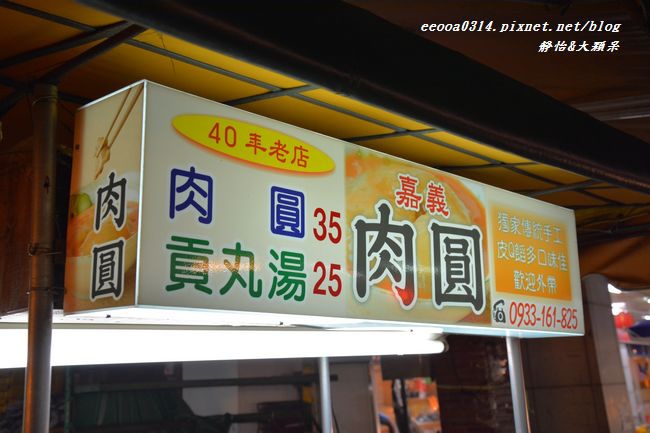 eeooa0314.pixnet.net/blog
靜怡&大顆呆
肉圓
40年老店
肉圓 35
貢丸湯 25
嘉義
肉圓
獨家傳統手工
皮Q餡多口味佳
歡迎外帶
☎0933-161-825